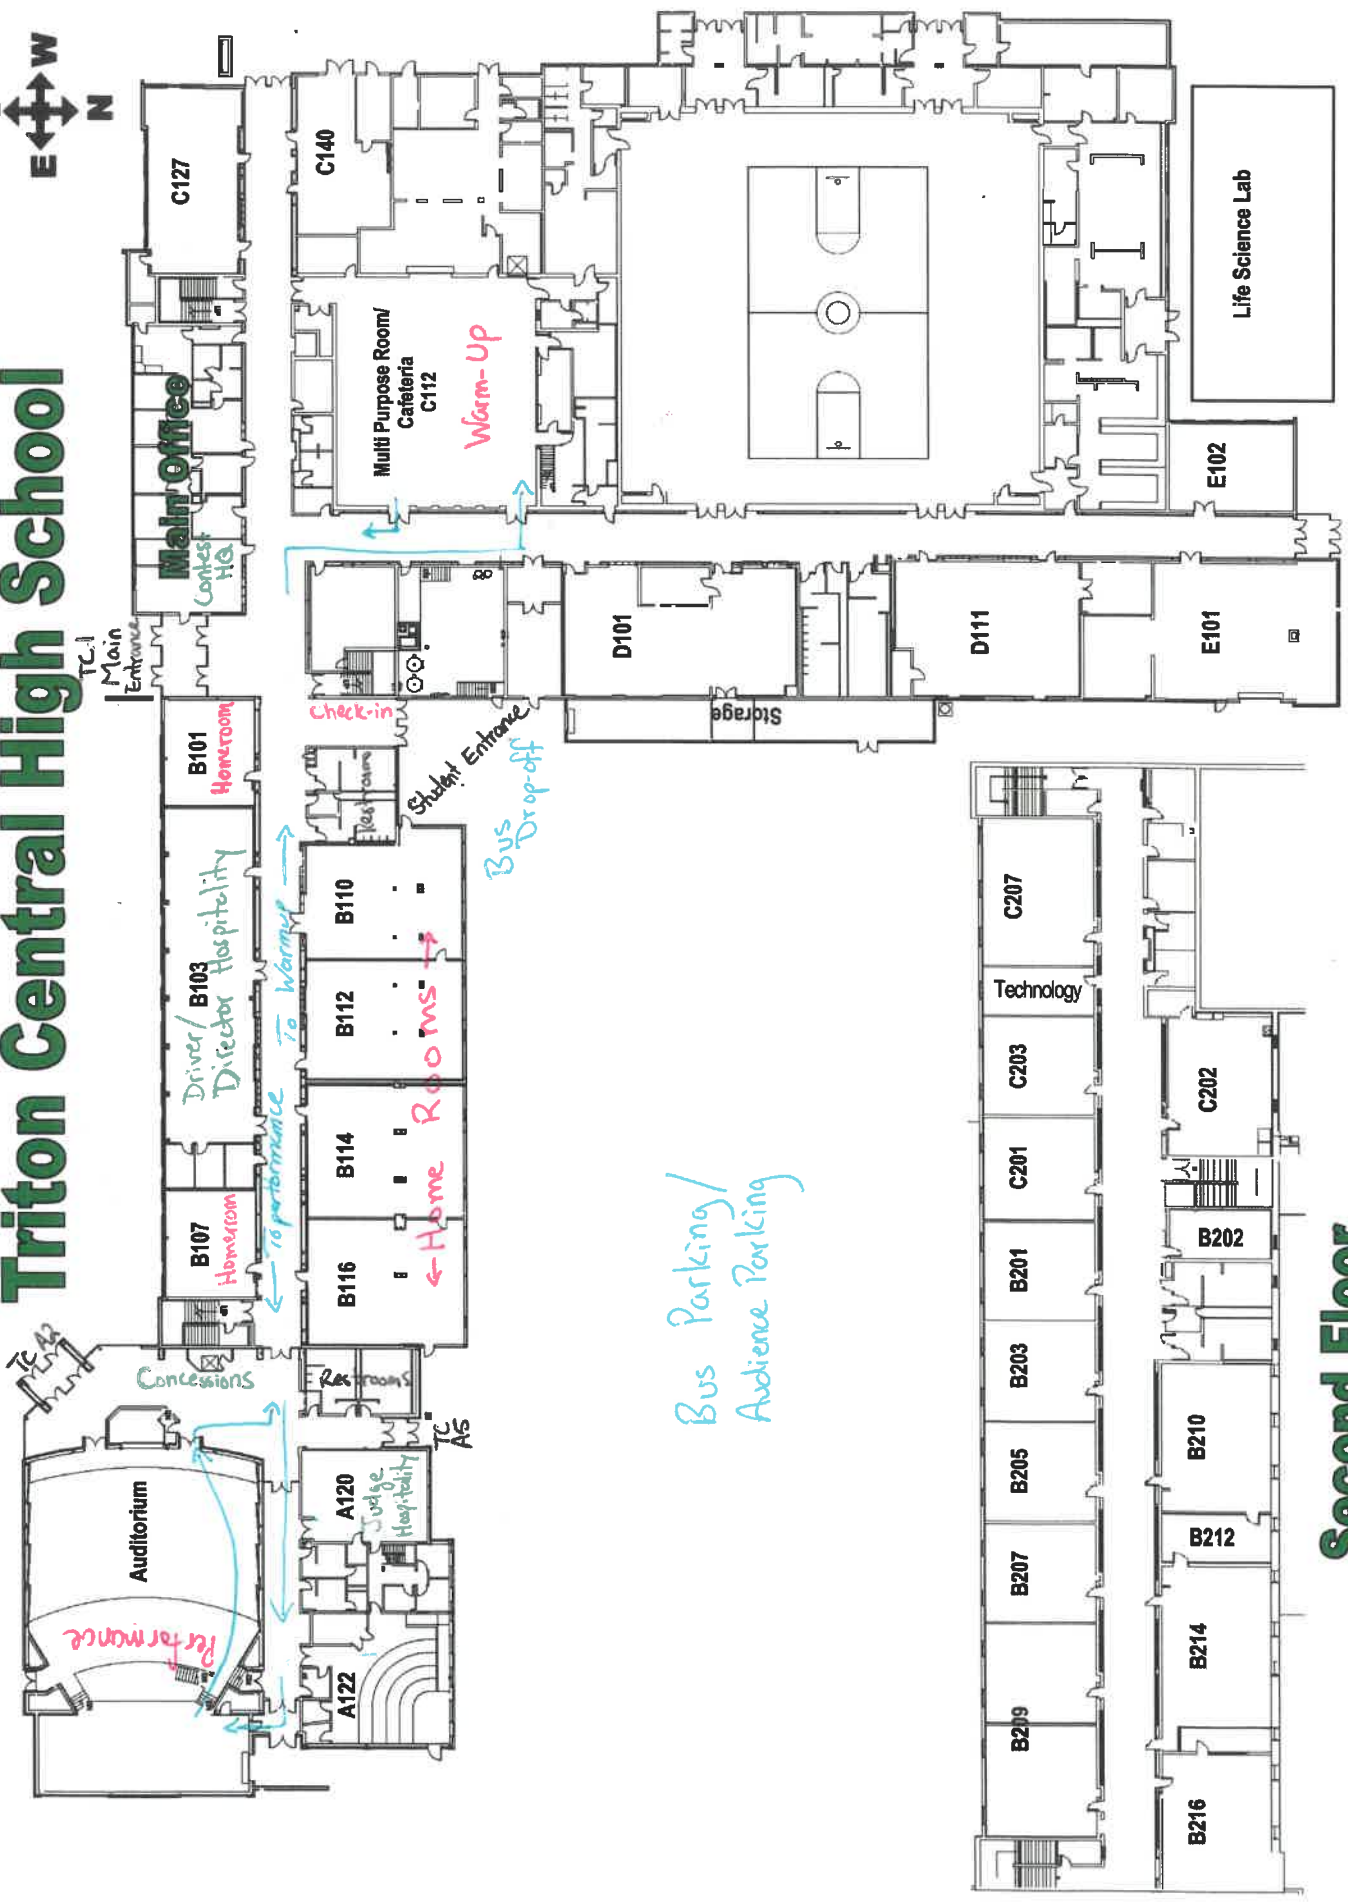 Triton Central High School
E
W
N
TC 1
Main
Entrance
TC A2
Main Office
Contest
HQ
C127
C140
Multi Purpose Room/
Cafeteria
C112
Warm-Up
B101
Homeroom
B103
Driver/
Director Hospitality
B107
Homerrom
Concessions
Auditorium
Performance
← To performance
To Warmup →
check-in
Restrooms
Student Entrance
Bus
Drop-off
B110
B112
B114
B116
← Home Rooms →
Restrooms
TC
A5
A120
Judge
Hospitality
A122
D101
Storage
D111
E101
E102
Life Science Lab
Bus Parking/
Audience Parking
C207
Technology
C203
C201
B201
B203
B205
B207
B209
C202
B202
B210
B212
B214
B216
Second Floor